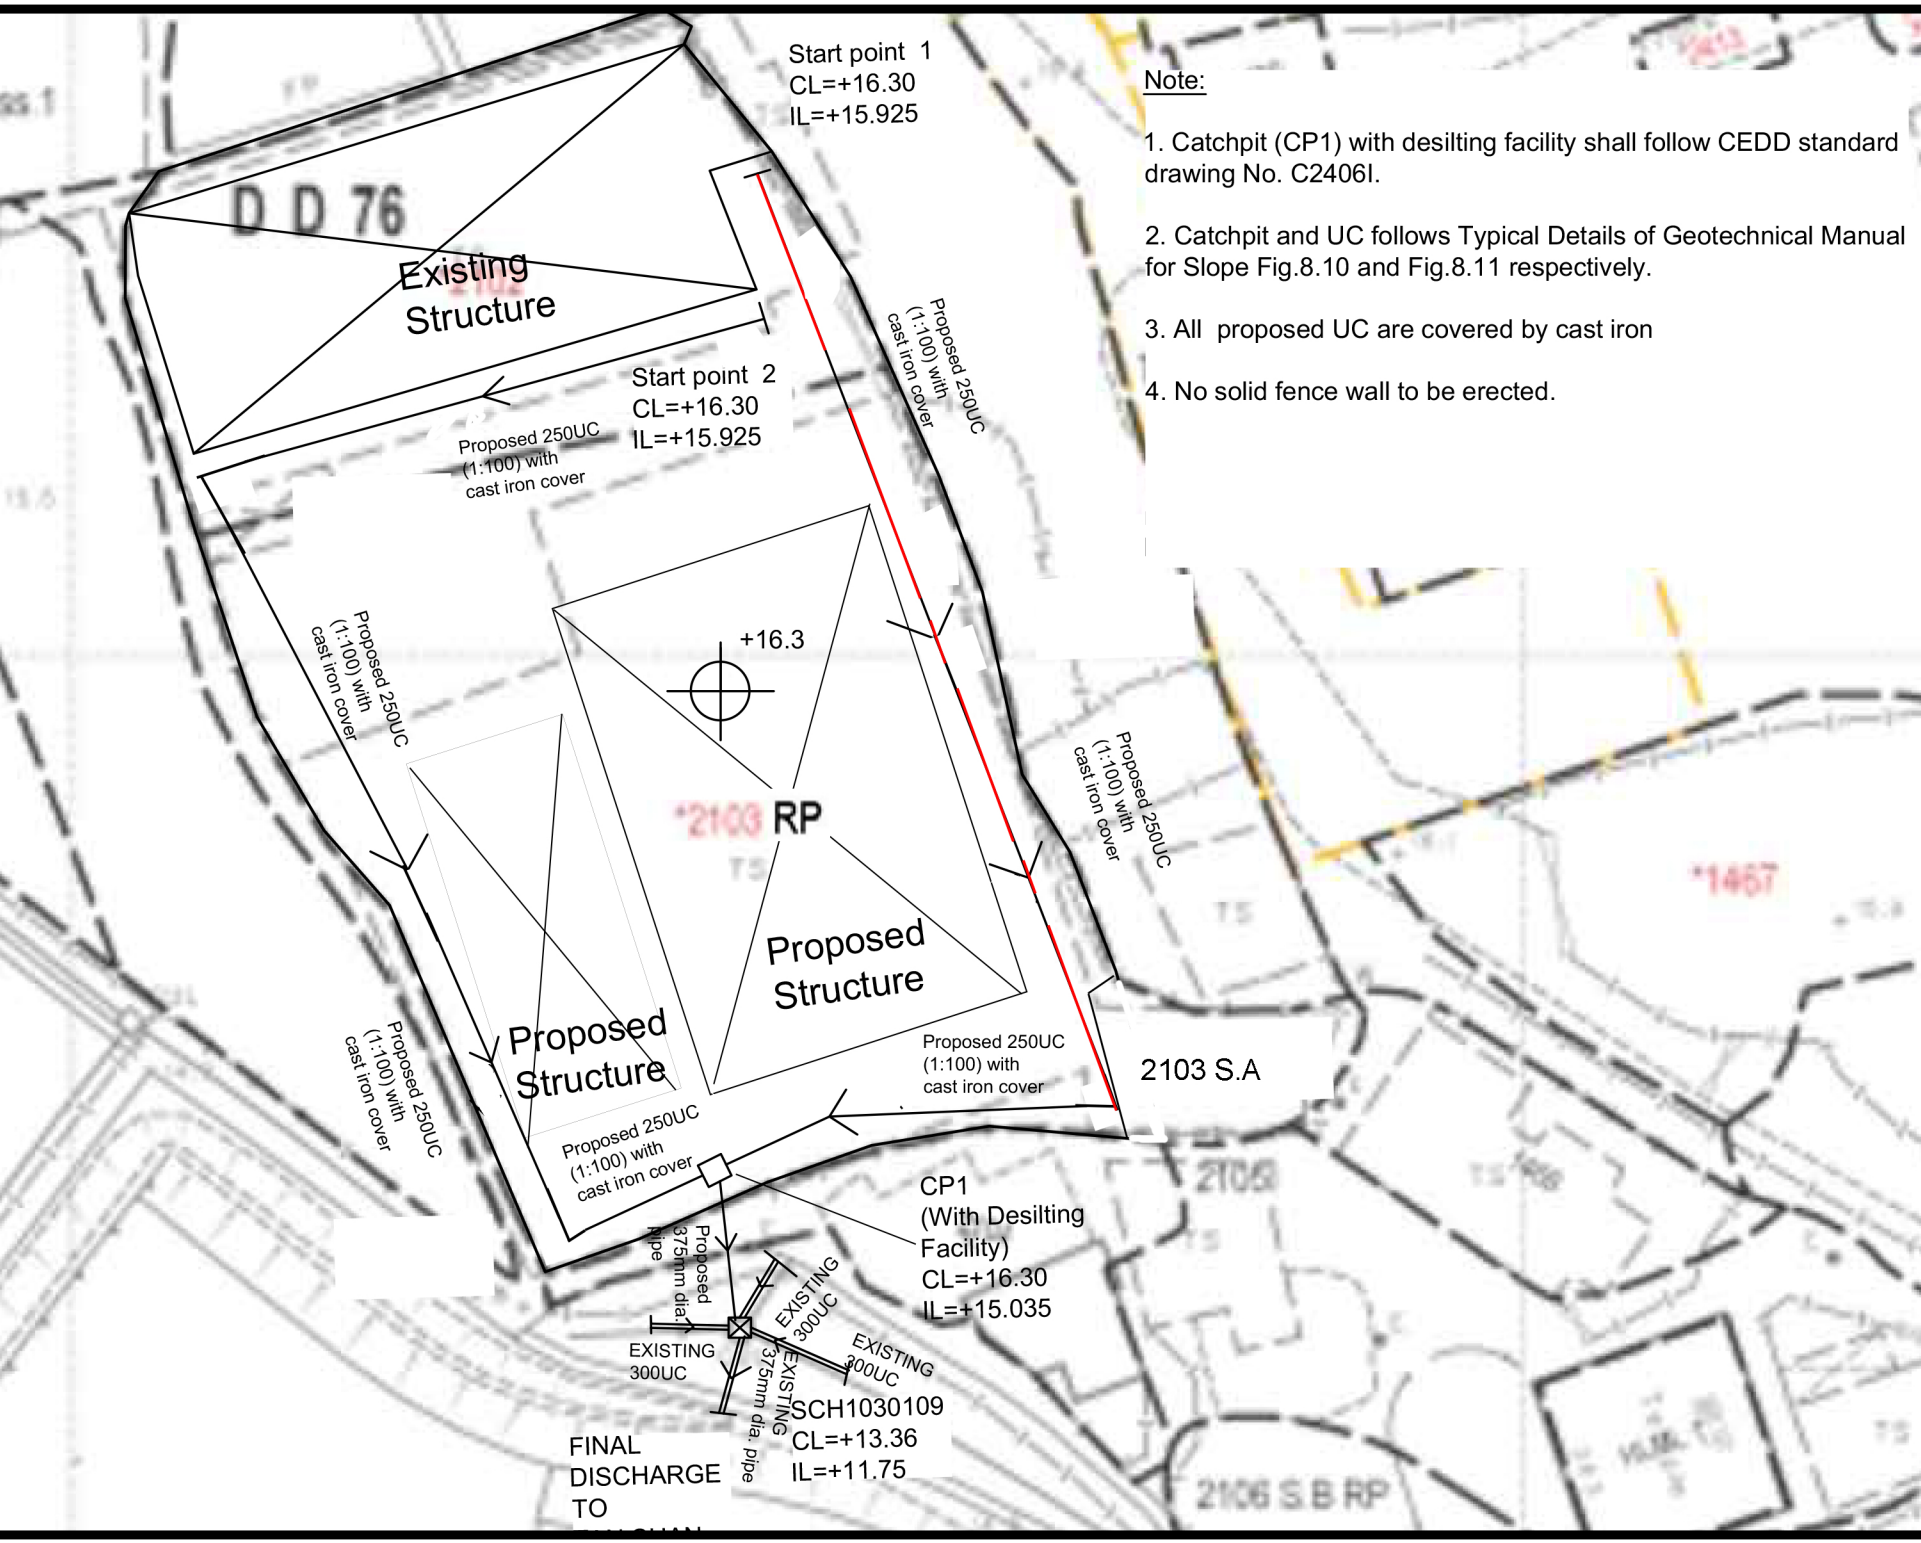 Start point 1
CL=+16.30
IL=+15.925
Note:
1. Catchpit (CP1) with desilting facility shall follow CEDD standard
drawing No. C2406I.
2. Catchpit and UC follows Typical Details of Geotechnical Manual
for Slope Fig.8.10 and Fig.8.11 respectively.
3. All proposed UC are covered by cast iron
4. No solid fence wall to be erected.
D D 76
2102
Existing
Structure
Start point 2
CL=+16.30
IL=+15.925
Proposed 250UC
(1:100) with
cast iron cover
Proposed 250UC
(1:100) with
cast iron cover
Proposed 250UC
(1:100) with
cast iron cover
+16.3
Proposed 250UC
(1:100) with
cast iron cover
*2103 RP
TS
*1467
TS
Proposed
Structure
Proposed
Structure
Proposed 250UC
(1:100) with
cast iron cover
Proposed 250UC
(1:100) with
cast iron cover
2103 S.A
Proposed 250UC
(1:100) with
cast iron cover
2105
TS
TS
CP1
(With Desilting
Facility)
CL=+16.30
IL=+15.035
Proposed
375mm dia.
pipe
EXISTING
300UC
EXISTING
300UC
EXISTING
300UC
EXISTING
375mm dia. pipe
SCH1030109
CL=+13.36
IL=+11.75
FINAL
DISCHARGE
TO
2106 S.B RP
TS